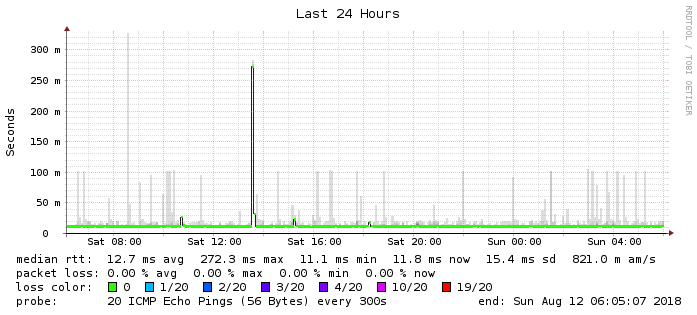 Last 24 Hours
RRDTOOL / TOBI OETIKER
Seconds
300 m
250 m
200 m
150 m
100 m
50 m
0
Sat 08:00 Sat 12:00 Sat 16:00 Sat 20:00 Sun 00:00 Sun 04:00
median rtt: 12.7 ms avg 272.3 ms max 11.1 ms min 11.8 ms now 15.4 ms sd 821.0 m am/s
packet loss: 0.00 % avg 0.00 % max 0.00 % min 0.00 % now
loss color: 0 1/20 2/20 3/20 4/20 10/20 19/20
probe: 20 ICMP Echo Pings (56 Bytes) every 300s end: Sun Aug 12 06:05:07 2018